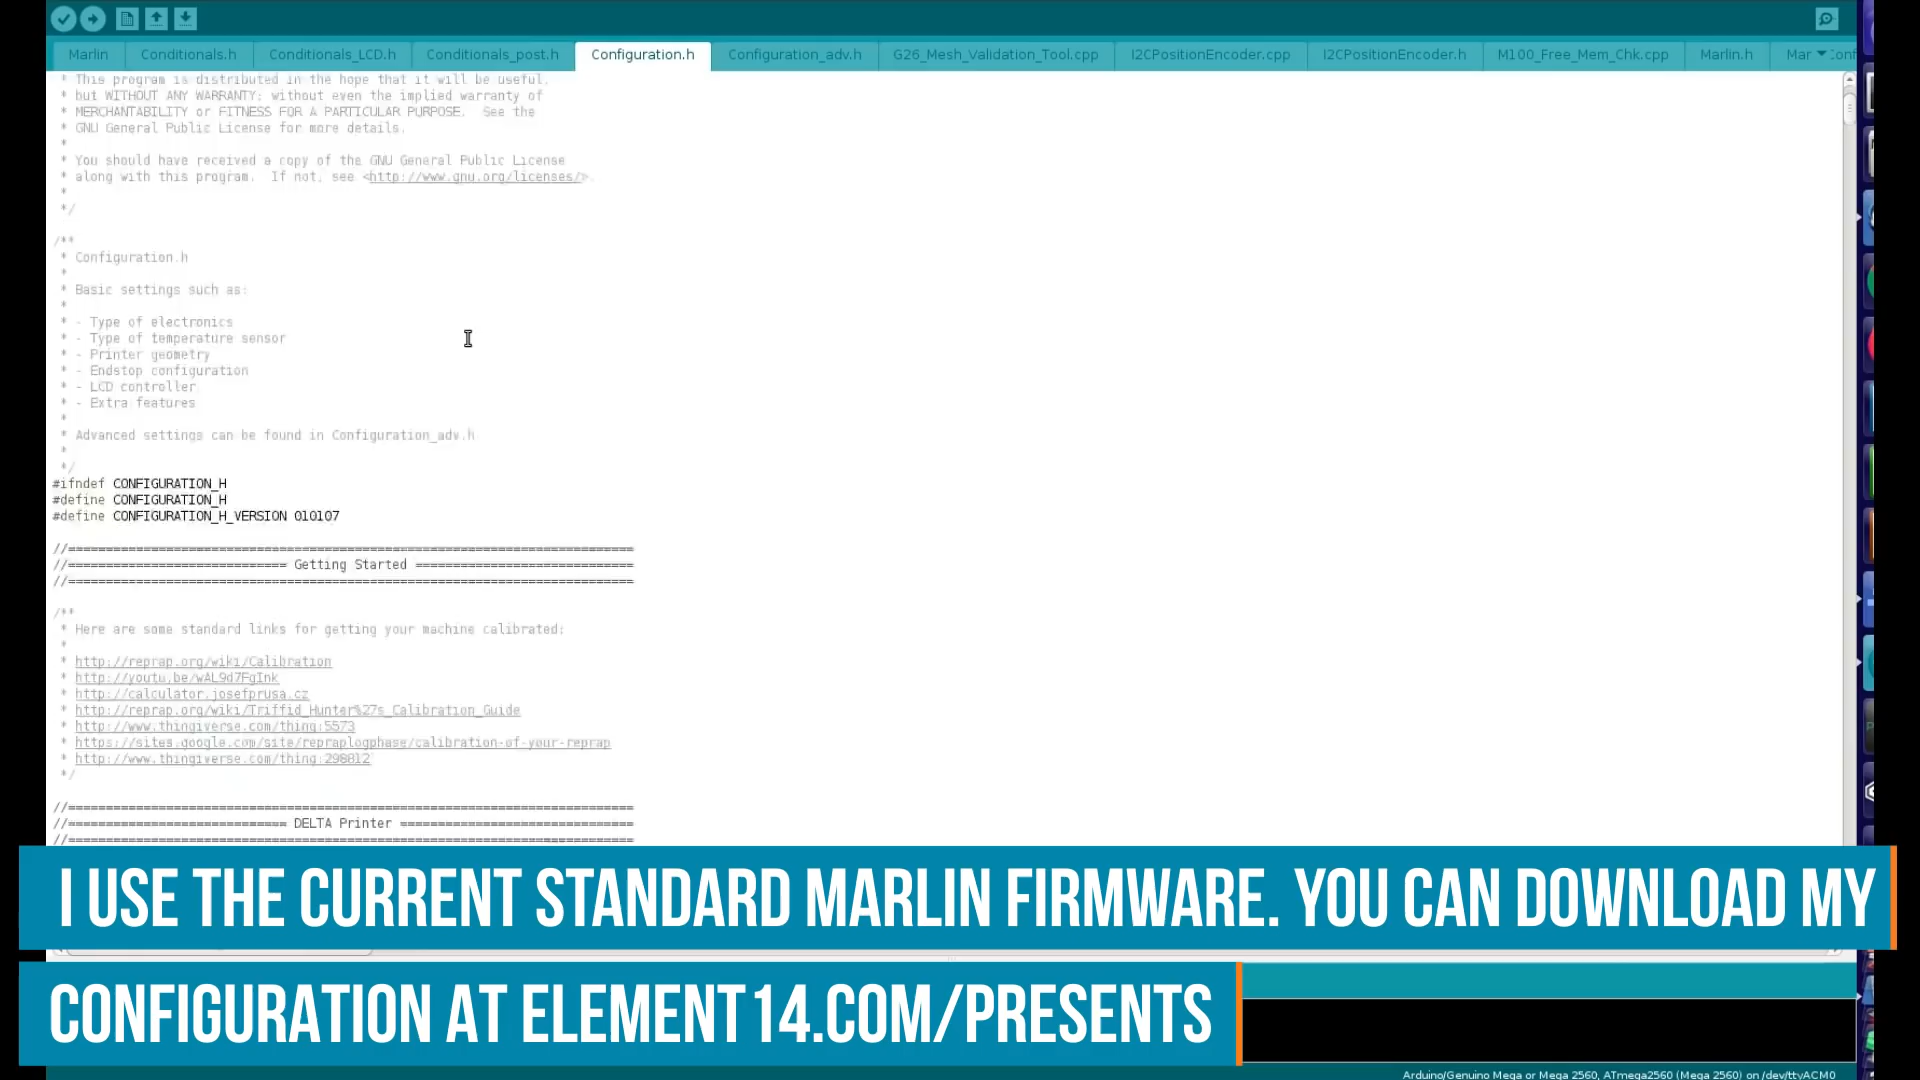 Marlin Conditionals.h Conditionals_LCD.h Conditionals_post.h Configuration.h Configuration_adv.h G26_Mesh_Validation_Tool.cpp I2CPositionEncoder.cpp I2CPositionEncoder.h M100_Free_Mem_Chk.cpp Marlin.h Mar
* This program is distributed in the hope that it will be useful,
* but WITHOUT ANY WARRANTY; without even the implied warranty of
* MERCHANTABILITY or FITNESS FOR A PARTICULAR PURPOSE.  See the
* GNU General Public License for more details.
*
* You should have received a copy of the GNU General Public License
* along with this program.  If not, see <http://www.gnu.org/licenses/>.
*
*/
/**
* Configuration.h
*
* Basic settings such as:
*
* - Type of electronics
* - Type of temperature sensor
* - Printer geometry
* - Endstop configuration
* - LCD controller
* - Extra features
*
* Advanced settings can be found in Configuration_adv.h
*
*/
#ifndef CONFIGURATION_H
#define CONFIGURATION_H
#define CONFIGURATION_H_VERSION 010107
//===========================================================================
//============================= Getting Started =============================
//===========================================================================
/**
* Here are some standard links for getting your machine calibrated:
*
* http://reprap.org/wiki/Calibration
* http://youtu.be/wAL9d7FgInk
* http://calculator.josefprusa.cz
* http://reprap.org/wiki/Triffid_Hunter%27s_Calibration_Guide
* http://www.thingiverse.com/thing:5573
* https://sites.google.com/site/repraplogphase/calibration-of-your-reprap
* http://www.thingiverse.com/thing:298812
*/
//===========================================================================
//============================= DELTA Printer ===============================
//===========================================================================
I USE THE CURRENT STANDARD MARLIN FIRMWARE. YOU CAN DOWNLOAD MY
CONFIGURATION AT ELEMENT14.COM/PRESENTS
Arduino/Genuino Mega or Mega 2560, ATmega2560 (Mega 2560) on /dev/ttyACM0